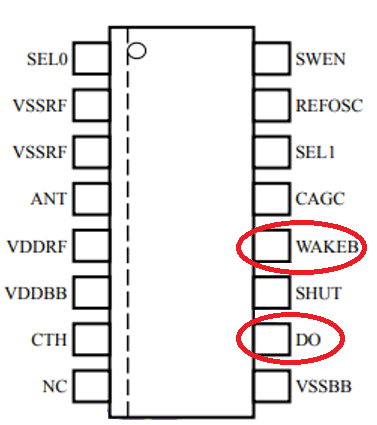 SEL0 SWEN
VSSRF REFOSC
VSSRF SEL1
ANT CAGC
VDDRF WAKEB
VDDBB SHUT
CTH DO
NC VSSBB